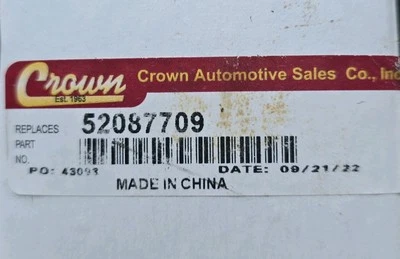 Crown
Est. 1963
Crown Automotive Sales Co., Inc
REPLACES
PART
NO.
52087709
PO: 43093
DATE: 09/21/22
MADE IN CHINA